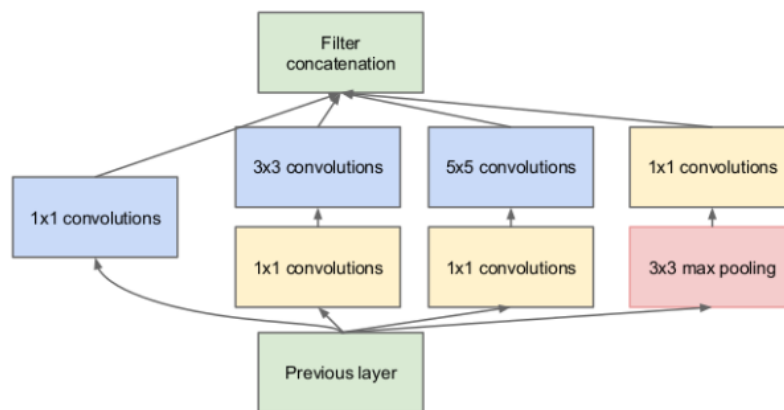 Filter
concatenation
3x3 convolutions
5x5 convolutions
1x1 convolutions
1x1 convolutions
1x1 convolutions
1x1 convolutions
3x3 max pooling
Previous layer